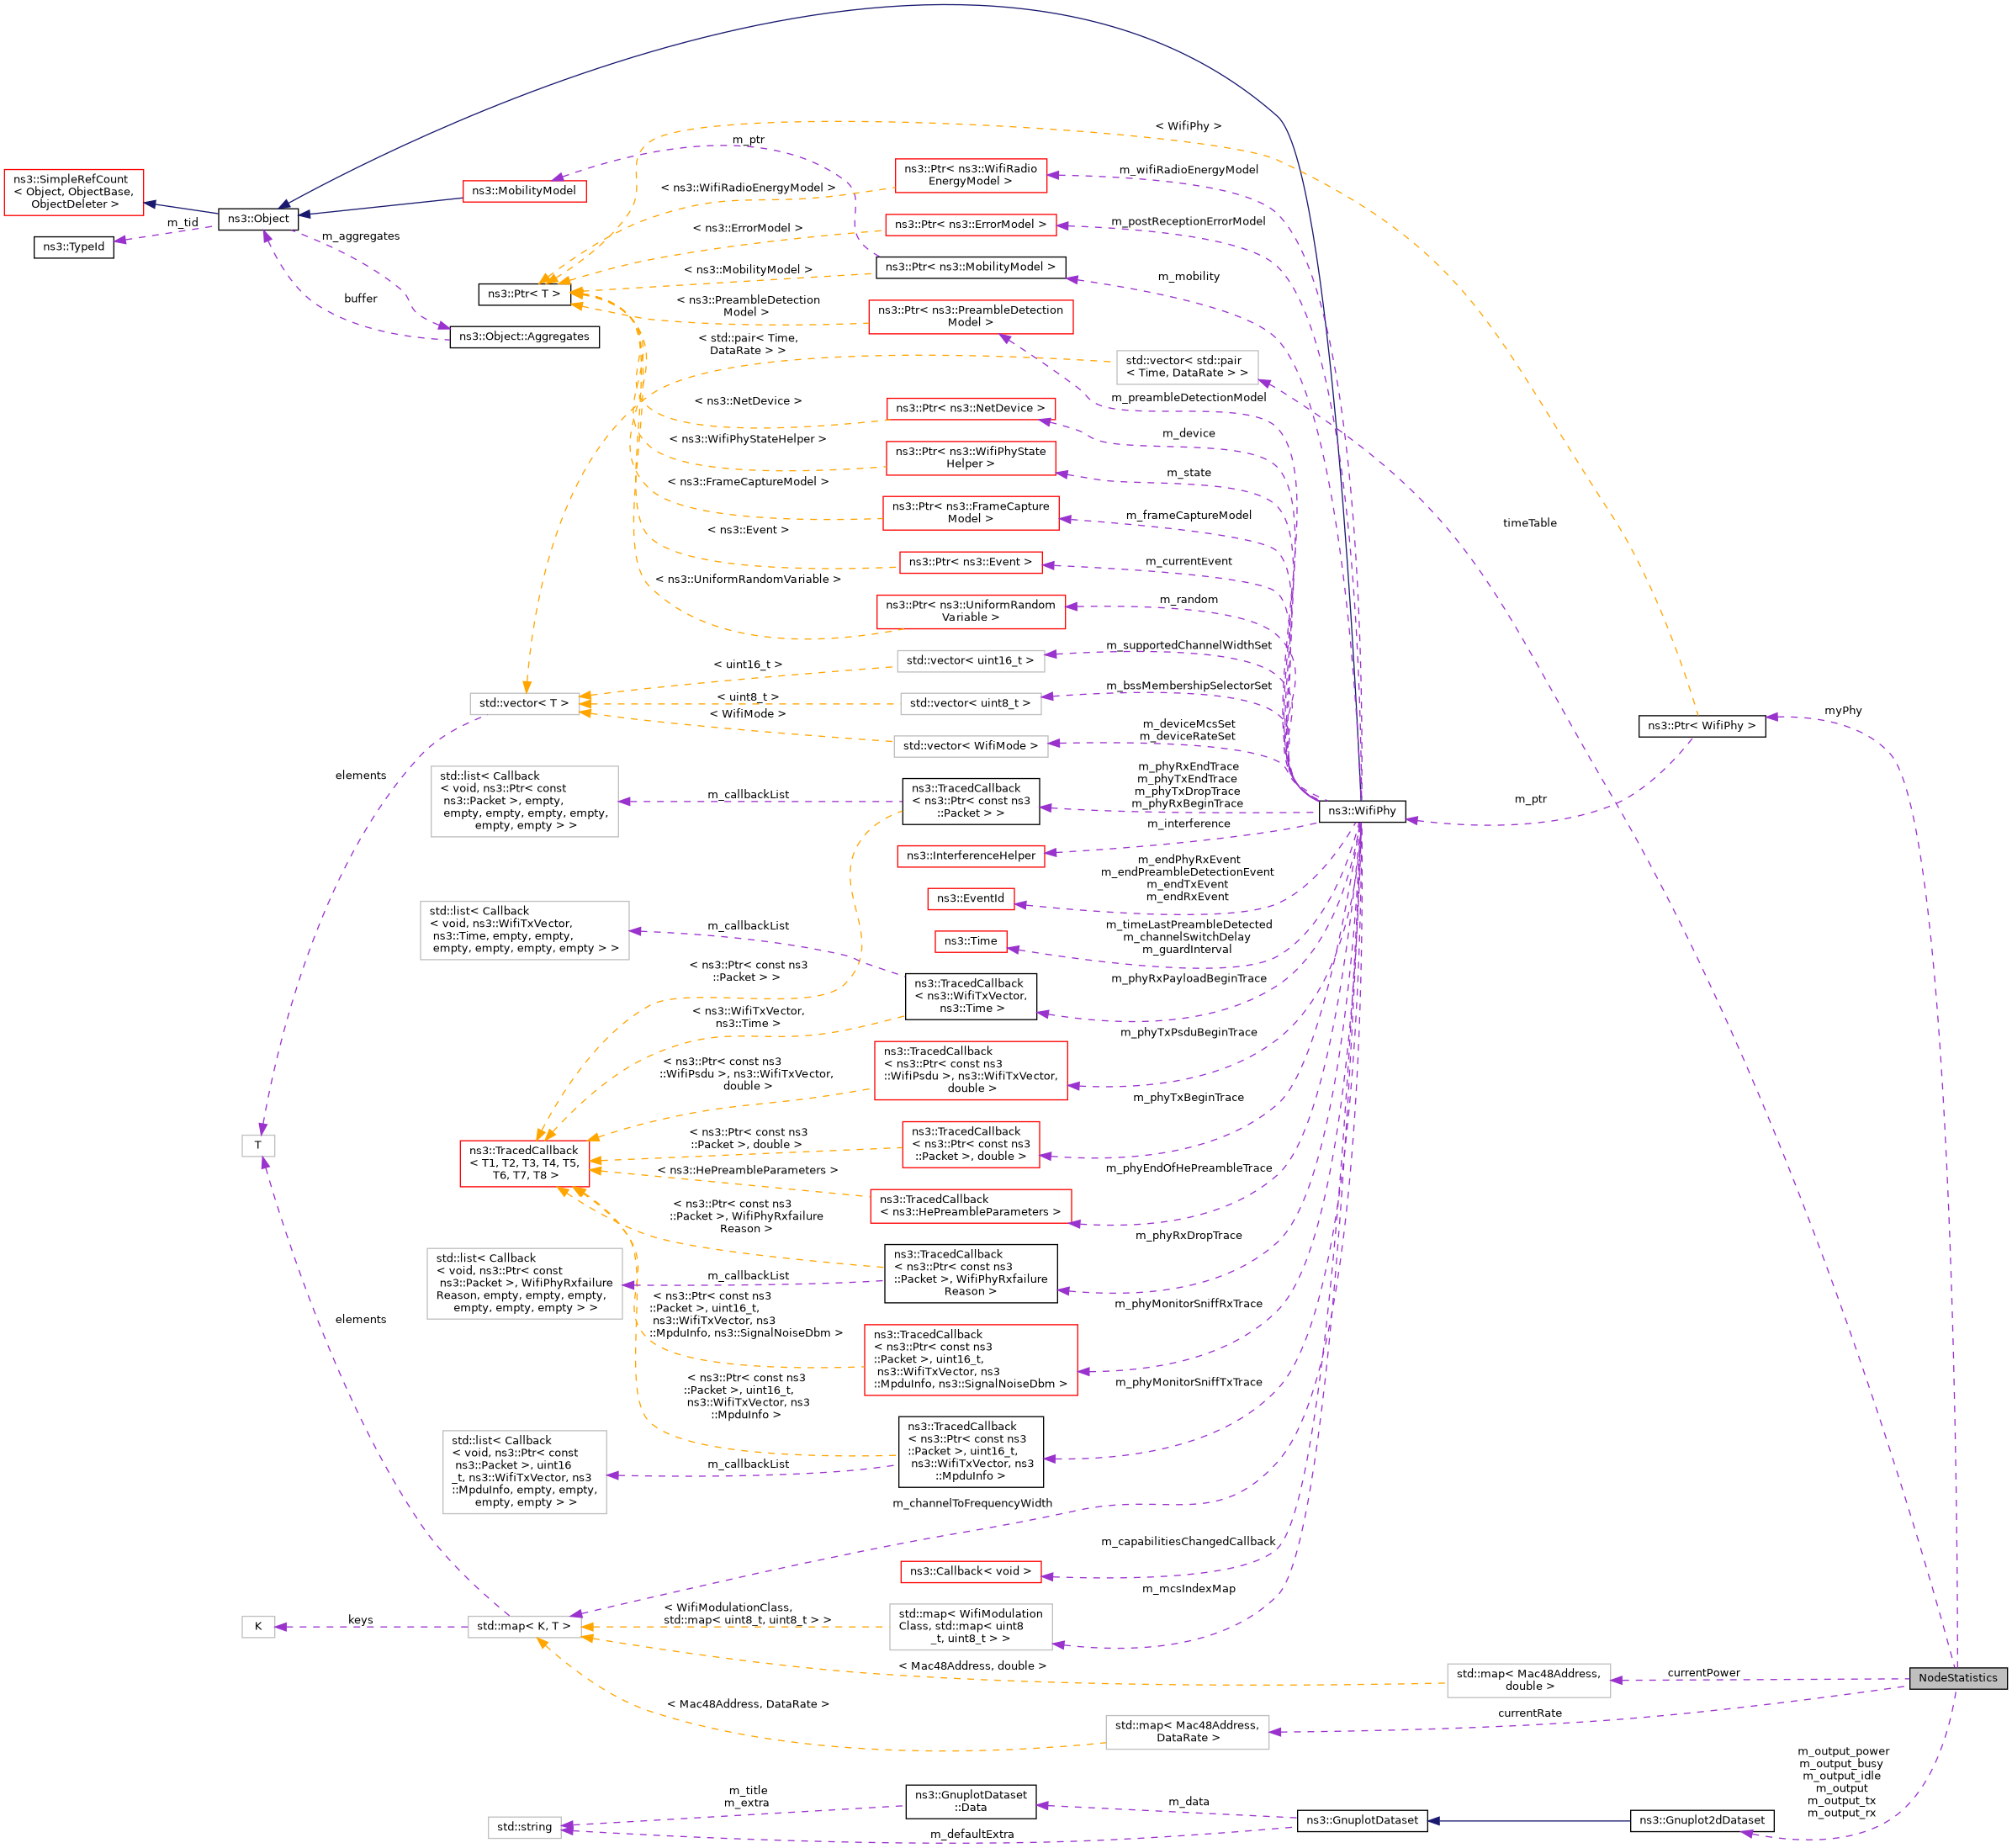 < WifiPhy >
m_ptr
ns3::SimpleRefCount
< Object, ObjectBase,
ObjectDeleter >
ns3::MobilityModel
ns3::Object
m_tid
ns3::TypeId
m_aggregates
buffer
ns3::Object::Aggregates
ns3::Ptr< T >
< ns3::WifiRadioEnergyModel >
ns3::Ptr< ns3::WifiRadio
EnergyModel >
m_wifiRadioEnergyModel
< ns3::ErrorModel >
ns3::Ptr< ns3::ErrorModel >
m_postReceptionErrorModel
< ns3::MobilityModel >
ns3::Ptr< ns3::MobilityModel >
m_mobility
< ns3::PreambleDetection
Model >
ns3::Ptr< ns3::PreambleDetection
Model >
< std::pair< Time,
DataRate > >
std::vector< std::pair
< Time, DataRate > >
m_preambleDetectionModel
< ns3::NetDevice >
ns3::Ptr< ns3::NetDevice >
m_device
< ns3::WifiPhyStateHelper >
ns3::Ptr< ns3::WifiPhyState
Helper >
m_state
< ns3::FrameCaptureModel >
ns3::Ptr< ns3::FrameCapture
Model >
m_frameCaptureModel
timeTable
< ns3::Event >
ns3::Ptr< ns3::Event >
m_currentEvent
< ns3::UniformRandomVariable >
ns3::Ptr< ns3::UniformRandom
Variable >
m_random
< uint16_t >
std::vector< uint16_t >
m_supportedChannelWidthSet
std::vector< T >
< uint8_t >
std::vector< uint8_t >
m_bssMembershipSelectorSet
< WifiMode >
std::vector< WifiMode >
m_deviceMcsSet
m_deviceRateSet
ns3::Ptr< WifiPhy >
myPhy
elements
std::list< Callback
< void, ns3::Ptr< const
ns3::Packet >, empty,
empty, empty, empty, empty,
empty, empty > >
m_callbackList
ns3::TracedCallback
< ns3::Ptr< const ns3
::Packet > >
m_phyRxEndTrace
m_phyTxEndTrace
m_phyTxDropTrace
m_phyRxBeginTrace
ns3::WifiPhy
m_ptr
m_interference
ns3::InterferenceHelper
m_endPhyRxEvent
m_endPreambleDetectionEvent
m_endTxEvent
m_endRxEvent
ns3::EventId
std::list< Callback
< void, ns3::WifiTxVector,
ns3::Time, empty, empty,
empty, empty, empty, empty > >
m_callbackList
ns3::Time
m_timeLastPreambleDetected
m_channelSwitchDelay
m_guardInterval
< ns3::Ptr< const ns3
::Packet > >
ns3::TracedCallback
< ns3::WifiTxVector,
ns3::Time >
m_phyRxPayloadBeginTrace
< ns3::WifiTxVector,
ns3::Time >
m_phyTxPsduBeginTrace
< ns3::Ptr< const ns3
::WifiPsdu >, ns3::WifiTxVector,
double >
ns3::TracedCallback
< ns3::Ptr< const ns3
::WifiPsdu >, ns3::WifiTxVector,
double >
m_phyTxBeginTrace
T
ns3::TracedCallback
< T1, T2, T3, T4, T5,
T6, T7, T8 >
< ns3::Ptr< const ns3
::Packet >, double >
ns3::TracedCallback
< ns3::Ptr< const ns3
::Packet >, double >
m_phyEndOfHePreambleTrace
< ns3::HePreambleParameters >
ns3::TracedCallback
< ns3::HePreambleParameters >
< ns3::Ptr< const ns3
::Packet >, WifiPhyRxfailure
Reason >
m_phyRxDropTrace
std::list< Callback
< void, ns3::Ptr< const
ns3::Packet >, WifiPhyRxfailure
Reason, empty, empty, empty,
empty, empty, empty > >
m_callbackList
ns3::TracedCallback
< ns3::Ptr< const ns3
::Packet >, WifiPhyRxfailure
Reason >
elements
< ns3::Ptr< const ns3
::Packet >, uint16_t,
ns3::WifiTxVector, ns3
::MpduInfo, ns3::SignalNoiseDbm >
m_phyMonitorSniffRxTrace
ns3::TracedCallback
< ns3::Ptr< const ns3
::Packet >, uint16_t,
ns3::WifiTxVector, ns3
::MpduInfo, ns3::SignalNoiseDbm >
< ns3::Ptr< const ns3
::Packet >, uint16_t,
ns3::WifiTxVector, ns3
::MpduInfo >
m_phyMonitorSniffTxTrace
std::list< Callback
< void, ns3::Ptr< const
ns3::Packet >, uint16
_t, ns3::WifiTxVector, ns3
::MpduInfo, empty, empty,
empty, empty > >
m_callbackList
ns3::TracedCallback
< ns3::Ptr< const ns3
::Packet >, uint16_t,
ns3::WifiTxVector, ns3
::MpduInfo >
m_channelToFrequencyWidth
m_capabilitiesChangedCallback
ns3::Callback< void >
m_mcsIndexMap
K
keys
std::map< K, T >
< WifiModulationClass,
std::map< uint8_t, uint8_t > >
std::map< WifiModulation
Class, std::map< uint8
_t, uint8_t > >
< Mac48Address, double >
std::map< Mac48Address,
double >
currentPower
NodeStatistics
< Mac48Address, DataRate >
std::map< Mac48Address,
DataRate >
currentRate
m_output_power
m_output_busy
m_output_idle
m_output
m_output_tx
m_output_rx
std::string
m_title
m_extra
ns3::GnuplotDataset
::Data
m_data
m_defaultExtra
ns3::GnuplotDataset
ns3::Gnuplot2dDataset